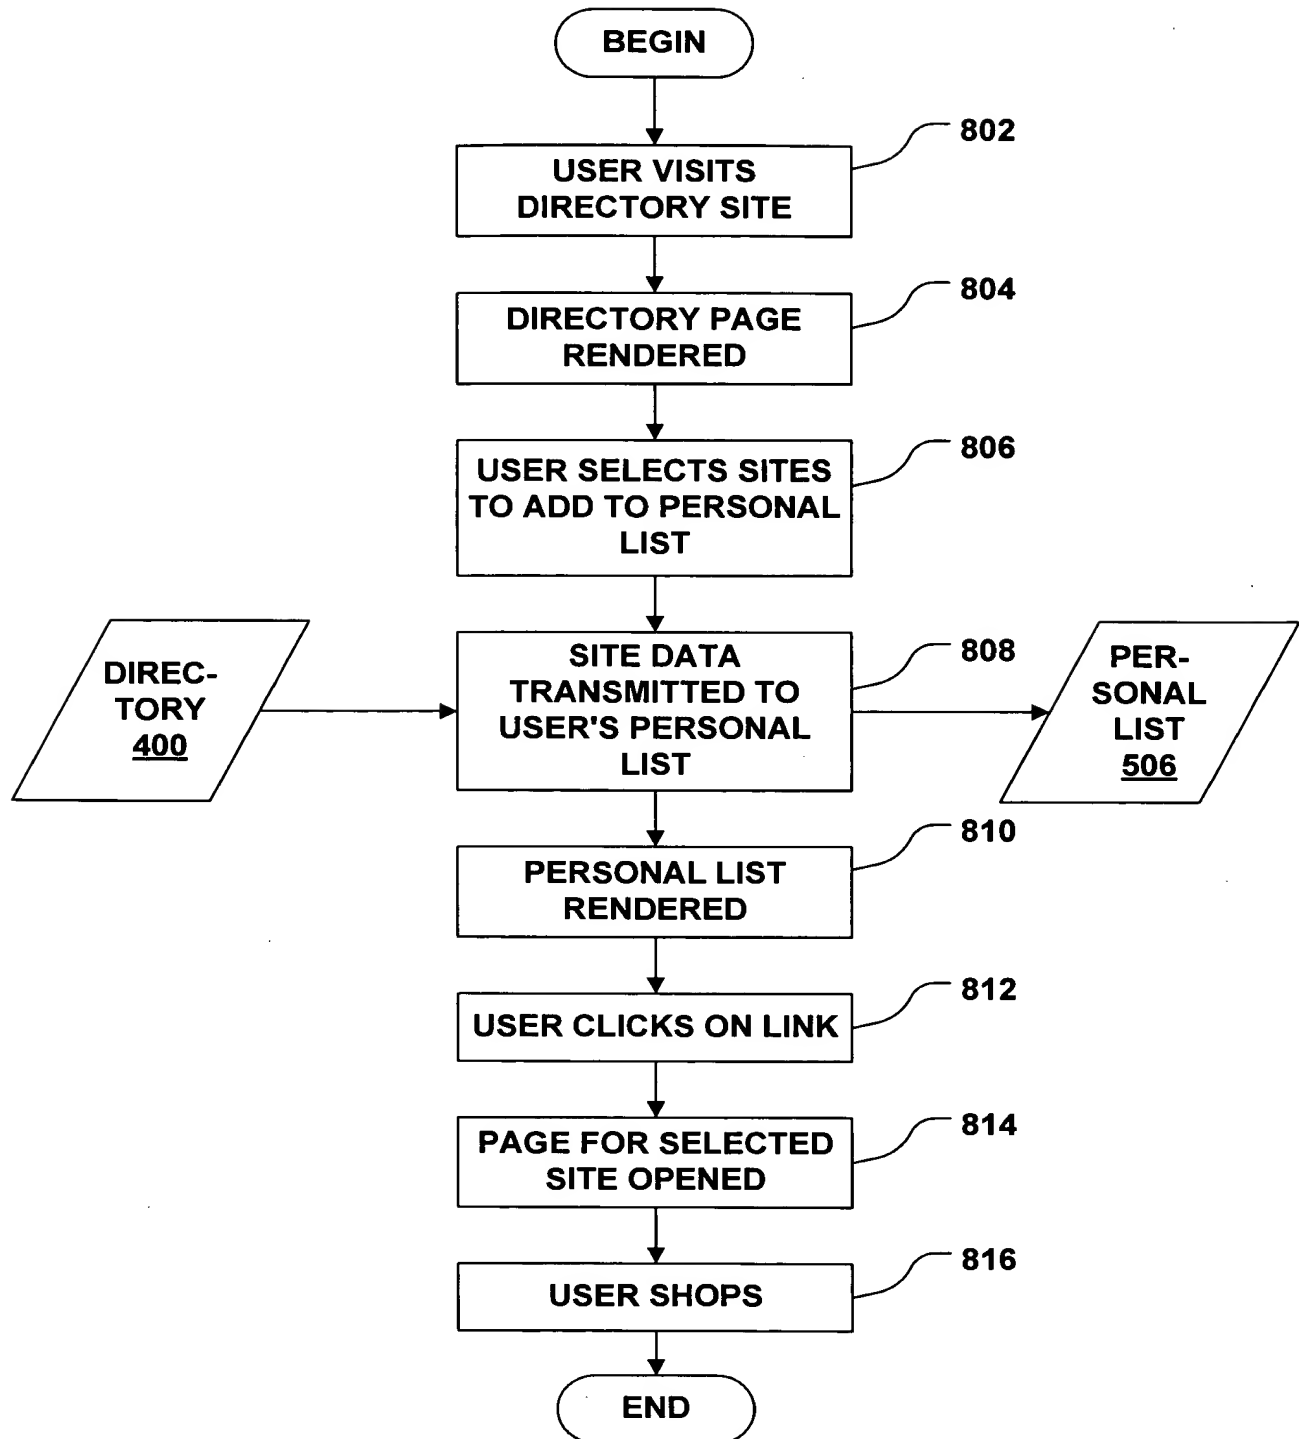 BEGIN
802
USER VISITS
DIRECTORY SITE
804
DIRECTORY PAGE
RENDERED
806
USER SELECTS SITES
TO ADD TO PERSONAL
LIST
DIREC-
TORY
400
808
SITE DATA
TRANSMITTED TO
USER'S PERSONAL
LIST
PER-
SONAL
LIST
506
810
PERSONAL LIST
RENDERED
812
USER CLICKS ON LINK
814
PAGE FOR SELECTED
SITE OPENED
816
USER SHOPS
END